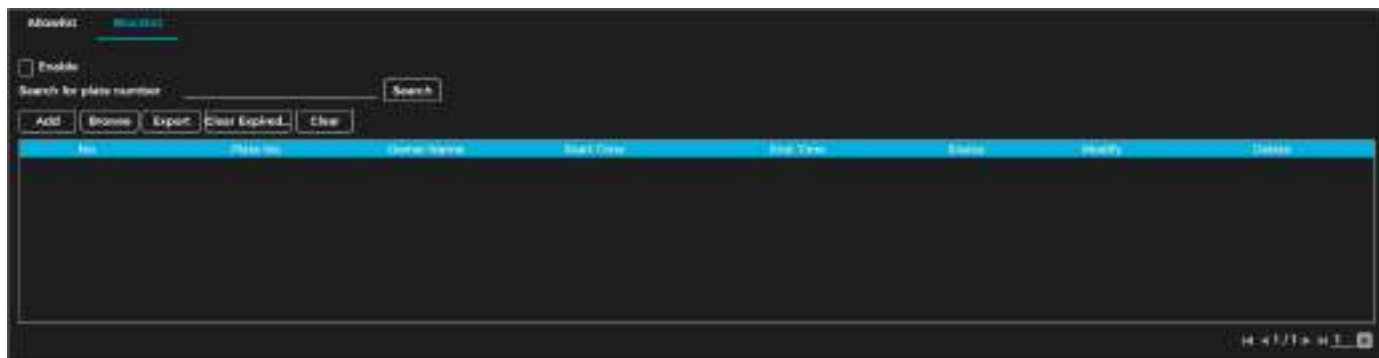 Allowlist Blocklist
Enable
Search for plate number Search
Add Browse Export Clear Expired... Clear
No. Plate No. Owner Name Start Time End Time Status Modify Delete
1/1 1